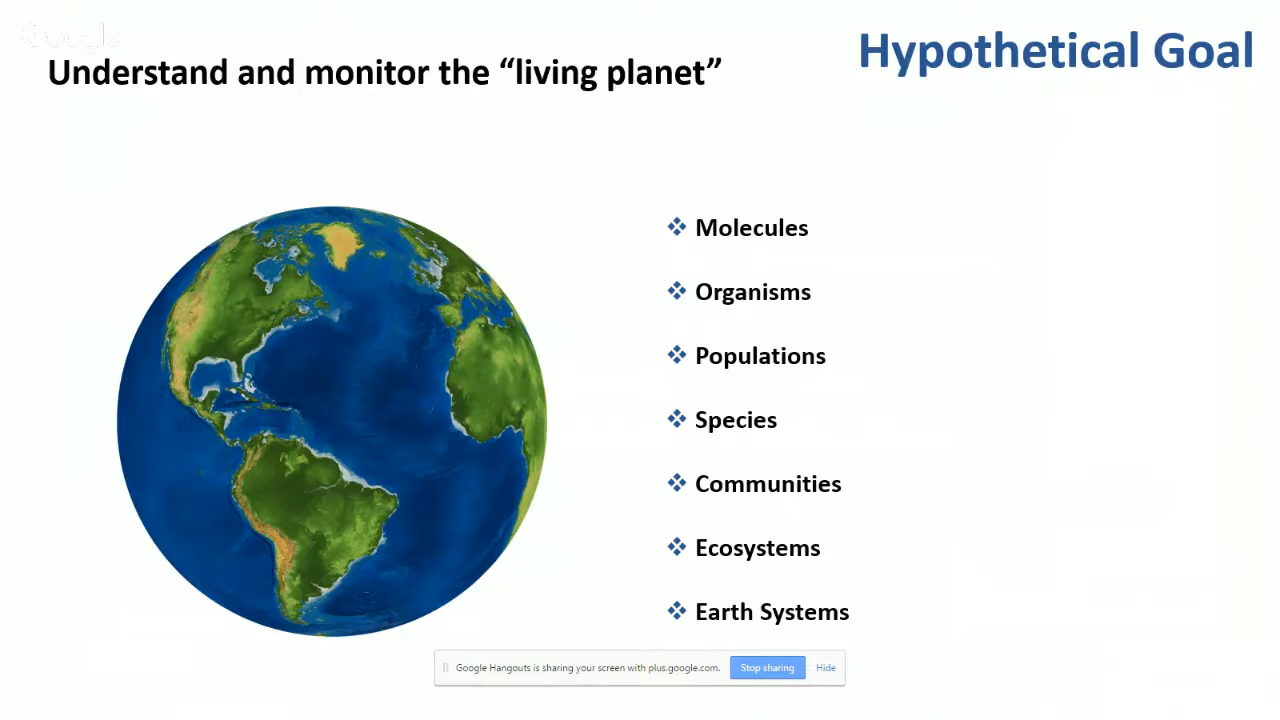 Google
Hypothetical Goal
Understand and monitor the “living planet”
❖ Molecules
❖ Organisms
❖ Populations
❖ Species
❖ Communities
❖ Ecosystems
❖ Earth Systems
Google Hangouts is sharing your screen with plus.google.com. Stop sharing Hide